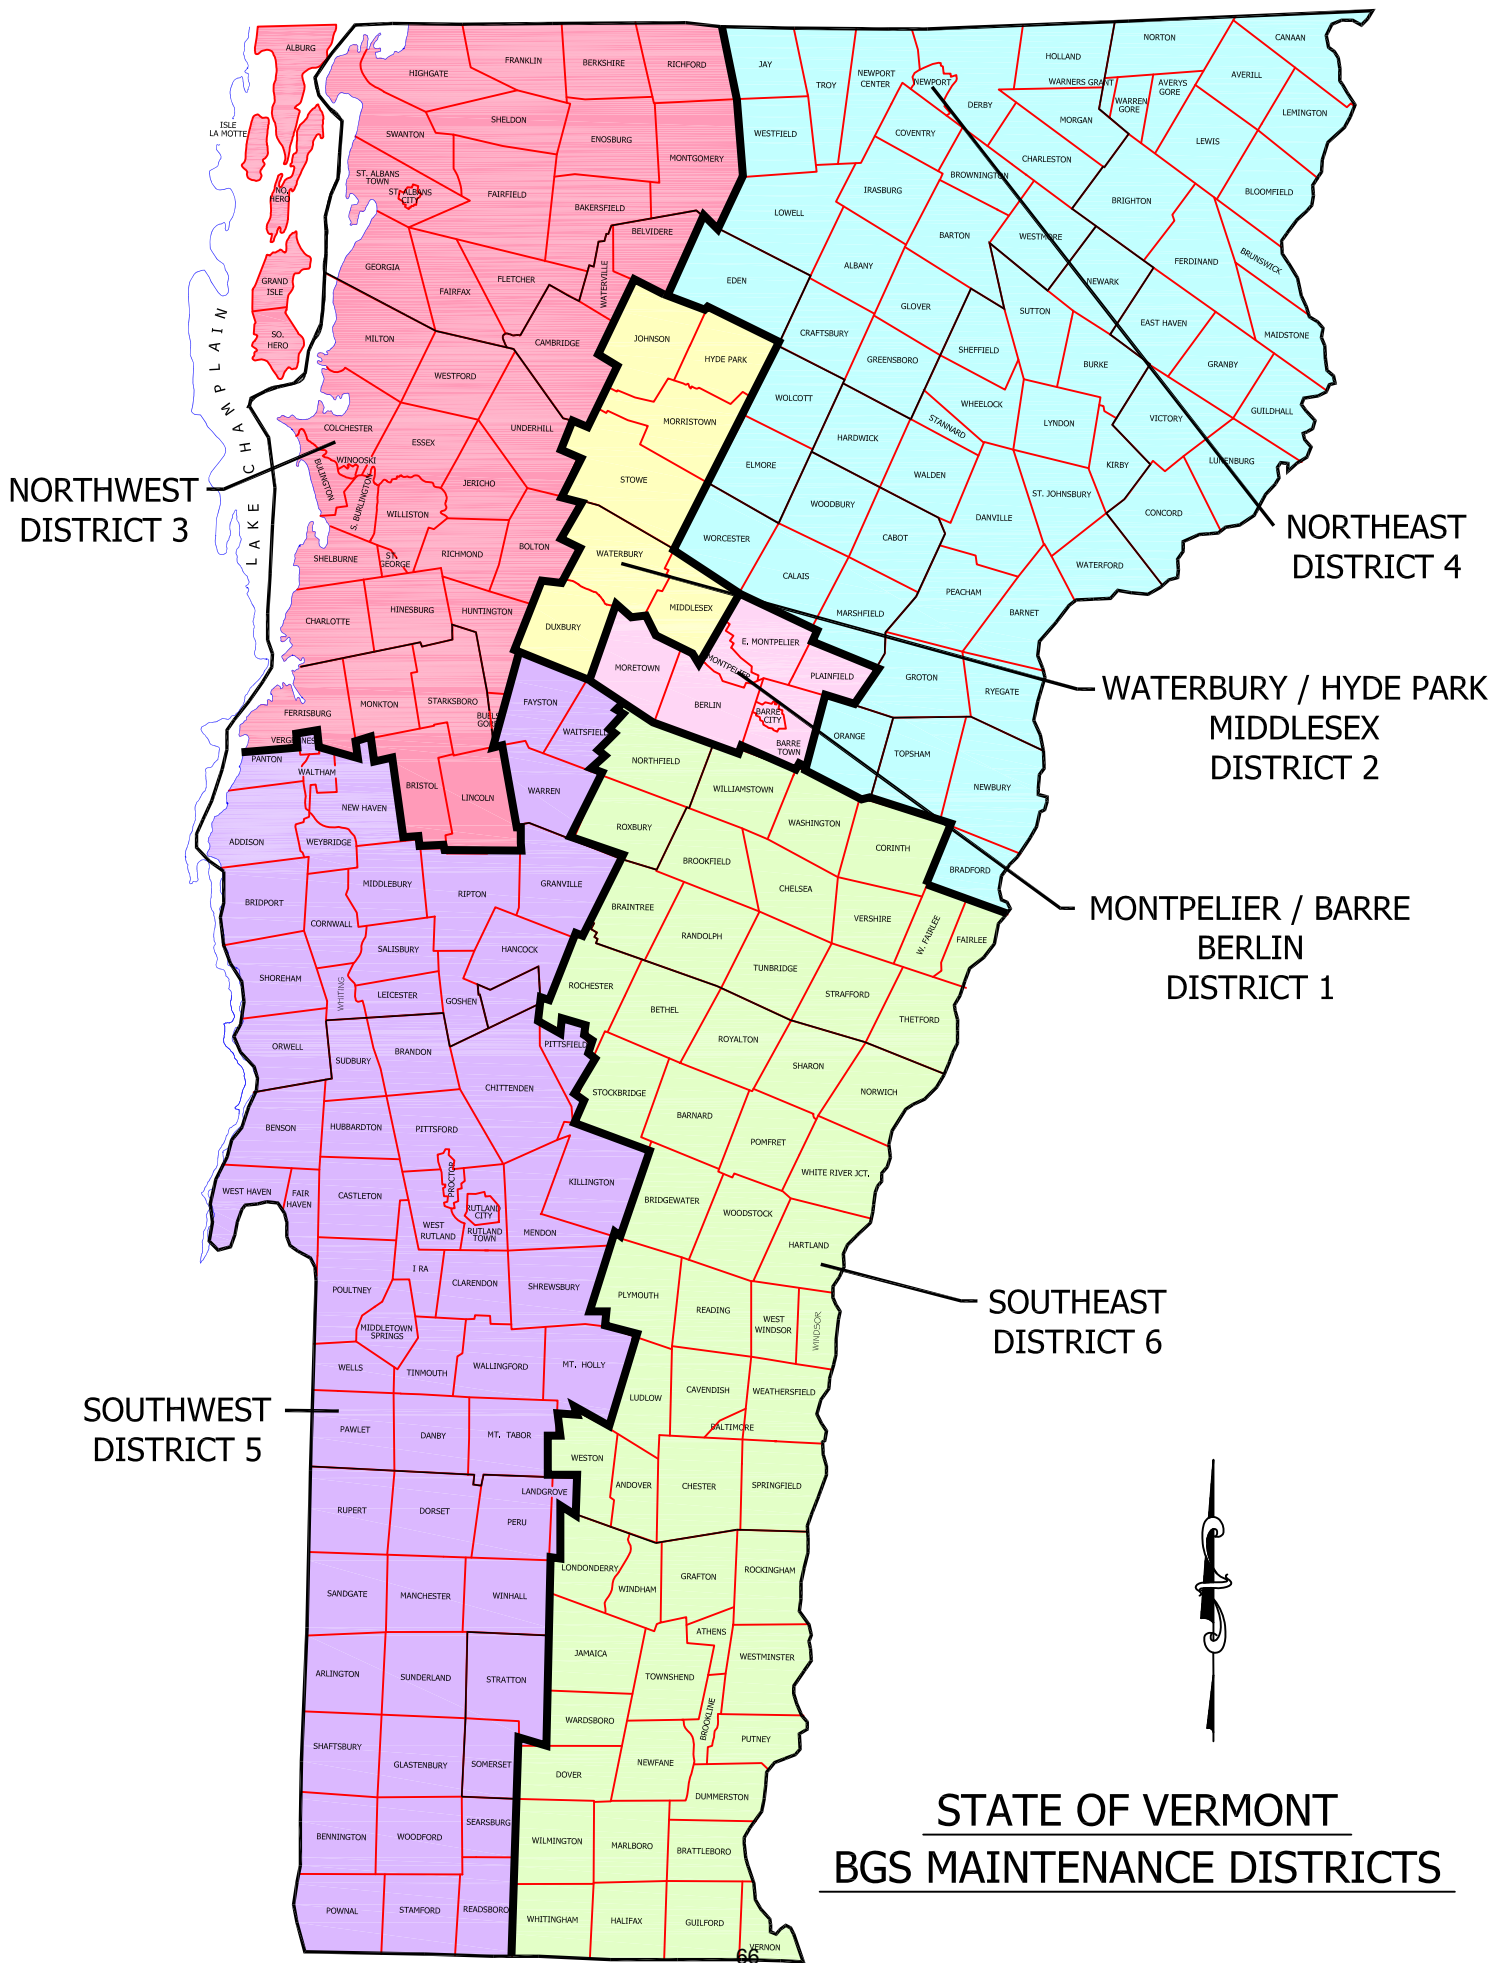 ALBURG
HIGHGATE
FRANKLIN
BERKSHIRE
RICHFORD
JAY
TROY
NEWPORT
CENTER
NEWPORT
DERBY
HOLLAND
WARNERS GRANT
NORTON
WARREN
GORE
AVERYS
GORE
AVERILL
CANAAN
LEMINGTON
ISLE
LA MOTTE
SWANTON
SHELDON
ENOSBURG
MONTGOMERY
WESTFIELD
COVENTRY
MORGAN
CHARLESTON
LEWIS
BLOOMFIELD
NO.
HERO
ST. ALBANS
TOWN
ST. ALBANS
CITY
FAIRFIELD
BAKERSFIELD
BELVIDERE
LOWELL
IRASBURG
BROWNINGTON
BRIGHTON
BARTON
WESTMORE
FERDINAND
BRUNSWICK
GRAND
ISLE
GEORGIA
FAIRFAX
FLETCHER
WATERVILLE
EDEN
ALBANY
GLOVER
NEWARK
SUTTON
EAST HAVEN
MAIDSTONE
SO.
HERO
MILTON
WESTFORD
CAMBRIDGE
JOHNSON
HYDE PARK
CRAFTSBURY
GREENSBORO
SHEFFIELD
BURKE
GRANBY
GUILDHALL
LAKE CHAMPLAIN
COLCHESTER
WINOOSKI
BULINGTON
S. BURLINGTON
ESSEX
UNDERHILL
JERICHO
MORRISTOWN
STOWE
WOLCOTT
ELMORE
HARDWICK
STANNARD
WHEELOCK
LYNDON
VICTORY
KIRBY
LUNENBURG
NORTHWEST
DISTRICT 3
WILLISTON
WALDEN
ST. JOHNSBURY
CONCORD
NORTHEAST
DISTRICT 4
SHELBURNE
ST.
GEORGE
RICHMOND
BOLTON
WATERBURY
WORCESTER
WOODBURY
CABOT
DANVILLE
WATERFORD
CALAIS
PEACHAM
BARNET
CHARLOTTE
HINESBURG
HUNTINGTON
DUXBURY
MIDDLESEX
MARSHFIELD
E. MONTPELIER
MONTPELIER
PLAINFIELD
MORETOWN
BERLIN
BARRE
CITY
BARRE
TOWN
GROTON
RYEGATE
WATERBURY / HYDE PARK
MIDDLESEX
DISTRICT 2
FERRISBURG
MONKTON
STARKSBORO
BUELS
GORE
FAYSTON
WAITSFIELD
ORANGE
TOPSHAM
NEWBURY
VERGENNES
PANTON
WALTHAM
NEW HAVEN
BRISTOL
LINCOLN
WARREN
NORTHFIELD
WILLIAMSTOWN
WASHINGTON
CORINTH
BRADFORD
ADDISON
WEYBRIDGE
ROXBURY
BROOKFIELD
CHELSEA
BRIDPORT
MIDDLEBURY
RIPTON
GRANVILLE
BRAINTREE
RANDOLPH
VERSHIRE
W. FAIRLEE
FAIRLEE
MONTPELIER / BARRE
BERLIN
DISTRICT 1
CORNWALL
SALISBURY
HANCOCK
SHOREHAM
WHITING
LEICESTER
GOSHEN
ROCHESTER
BETHEL
TUNBRIDGE
STRAFFORD
THETFORD
ORWELL
SUDBURY
BRANDON
PITTSFIELD
ROYALTON
SHARON
NORWICH
CHITTENDEN
STOCKBRIDGE
BARNARD
BENSON
HUBBARDTON
PITTSFORD
POMFRET
WHITE RIVER JCT.
WEST HAVEN
FAIR
HAVEN
CASTLETON
PROCTOR
RUTLAND
CITY
WEST
RUTLAND
RUTLAND
TOWN
MENDON
KILLINGTON
BRIDGEWATER
WOODSTOCK
HARTLAND
POULTNEY
I RA
CLARENDON
SHREWSBURY
PLYMOUTH
READING
WEST
WINDSOR
WINDSOR
SOUTHEAST
DISTRICT 6
MIDDLETOWN
SPRINGS
WELLS
TINMOUTH
WALLINGFORD
MT. HOLLY
LUDLOW
CAVENDISH
WEATHERSFIELD
BALTIMORE
SOUTHWEST
DISTRICT 5
PAWLET
DANBY
MT. TABOR
WESTON
ANDOVER
CHESTER
SPRINGFIELD
LANDGROVE
RUPERT
DORSET
PERU
LONDONDERRY
WINDHAM
GRAFTON
ROCKINGHAM
SANDGATE
MANCHESTER
WINHALL
JAMAICA
ATHENS
TOWNSHEND
WESTMINSTER
ARLINGTON
SUNDERLAND
STRATTON
WARDSBORO
BROOKLINE
PUTNEY
SHAFTSBURY
GLASTENBURY
SOMERSET
DOVER
NEWFANE
DUMMERSTON
BENNINGTON
WOODFORD
SEARSBURG
WILMINGTON
MARLBORO
BRATTLEBORO
POWNAL
STAMFORD
READSBORO
WHITINGHAM
HALIFAX
GUILFORD
VERNON
STATE OF VERMONT
BGS MAINTENANCE DISTRICTS
66